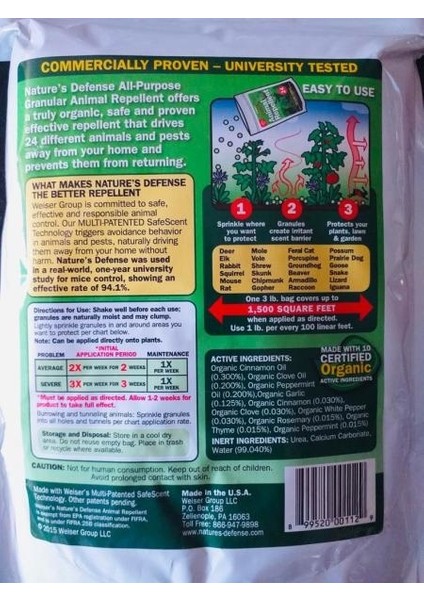 COMMERCIALLY PROVEN – UNIVERSITY TESTED
Nature's Defense All-Purpose
Granular Animal Repellent offers
a truly organic, safe and proven
effective repellent that drives
24 different animals and pests
away from your home and
prevents them from returning.
WHAT MAKES NATURE'S DEFENSE
THE BETTER REPELLENT
Weiser Group is committed to safe,
effective and responsible animal
control. Our MULTI-PATENTED SafeScent
Technology triggers avoidance behavior
in animals and pests, naturally driving
them away from your home without
harm. Nature's Defense was used
in a real-world, one-year university
study for mice control, showing an
effective rate of 94.1%.
Directions for Use: Shake well before each use;
granules are naturally moist and may clump.
Lightly sprinkle granules in and around areas you
want to protect per chart below.
Note: Can be applied directly onto plants.
*INITIAL
PROBLEM APPLICATION PERIOD MAINTENANCE
AVERAGE 2X PER WEEK FOR 2 WEEKS 1X PER WEEK
SEVERE 3X PER WEEK FOR 3 WEEKS 1X PER WEEK
*Must be applied as directed. Allow 1-2 weeks for
product to take full effect.
Burrowing and tunneling animals: Sprinkle granules
into all holes and tunnels per chart application rate.
Storage and Disposal: Store in a cool dry
area. Do not reuse empty bag. Place in trash
or recycle where available.
EASY TO USE
Animal
Repellent
1 2 3
Sprinkle where
you want
to protect
Granules
create irritant
scent barrier
Protects your
plants, lawn
& garden
Deer Mole Feral Cat Possum
Elk Vole Porcupine Prairie Dog
Rabbit Shrew Groundhog Goose
Squirrel Skunk Beaver Snake
Mouse Chipmunk Armadillo Lizard
Rat Gopher Raccoon Iguana
One 3 lb. bag covers up to
1,500 SQUARE FEET
when applied as directed.
Use 1 lb. per every 100 linear feet.
MADE WITH 10
CERTIFIED
Organic
ACTIVE INGREDIENTS
ACTIVE INGREDIENTS:
Organic Cinnamon Oil
(0.300%), Organic Clove Oil
(0.200%), Organic Peppermint
Oil (0.200%), Organic Garlic
(0.125%), Organic Cinnamon (0.030%),
Organic Clove (0.030%), Organic White Pepper
(0.030%), Organic Rosemary (0.015%), Organic
Thyme (0.015%), Organic Peppermint (0.015%)
INERT INGREDIENTS: Urea, Calcium Carbonate,
Water (99.040%)
CAUTION: Not for human consumption. Keep out of reach of children.
Avoid prolonged contact with skin.
Made with Weiser's Multi-Patented SafeScent
Technology. Other patents pending.
Weiser's Nature's Defense Animal Repellent
is exempt from EPA registration under FIFRA,
and is under FIFRA 25B classification.
© 2015 Weiser Group LLC
Made in the U.S.A.
Weiser Group LLC
P.O. Box 186
Zelienople, PA 16063
Toll Free: 866-947-9898
www.natures-defense.com
8 99520 00112 9